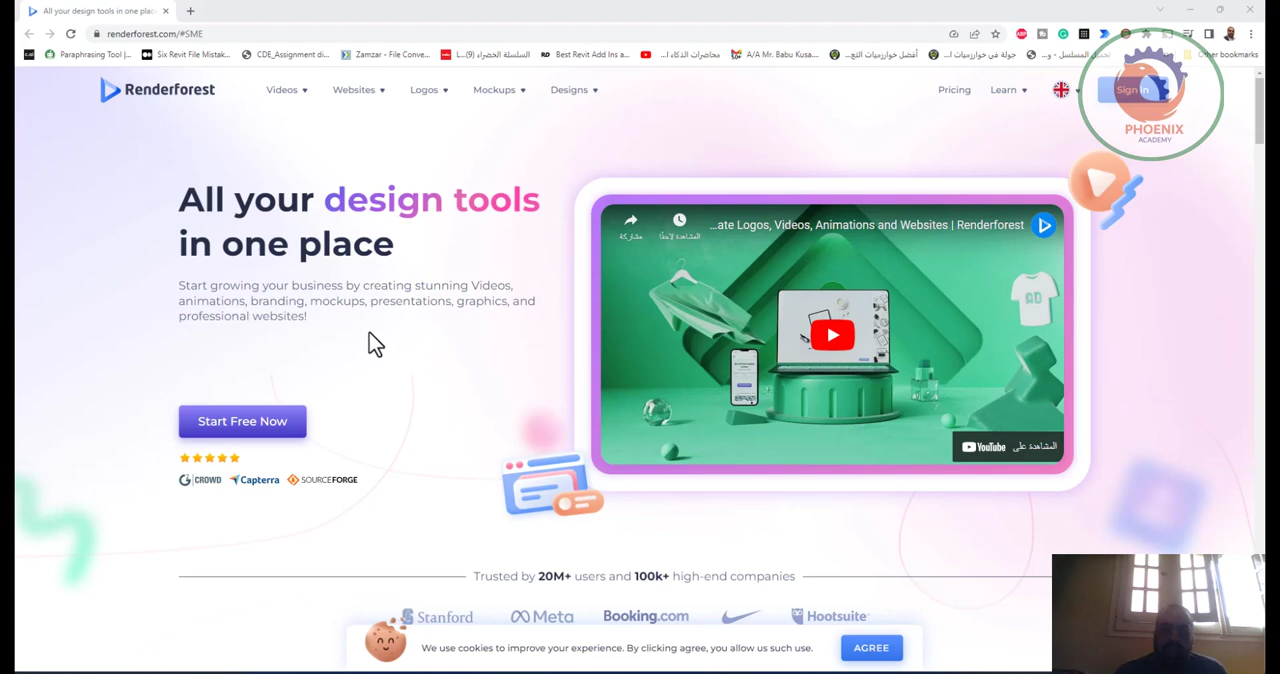 All your design tools in one place
renderforest.com/#SME
Paraphrasing Tool |...
Six Revit File Mistak...
CDE_Assignment di...
Zamzar - File Conve...
السلسلة الخضراء (9)...
Best Revit Add Ins a...
محاضرات الذكاء ا...
A/A Mr. Babu Kusa...
أفضل خوارزميات التع...
جولة في خوارزميات ا...
Other bookmarks
Renderforest
Videos
Websites
Logos
Mockups
Designs
Pricing
Learn
Sign In
PHOENIX
ACADEMY
All your design tools
in one place
Start growing your business by creating stunning Videos,
animations, branding, mockups, presentations, graphics, and
professional websites!
Start Free Now
CROWD
Capterra
SOURCEFORGE
مشاركة
المشاهدة لاحقًا
...ate Logos, Videos, Animations and Websites | Renderforest
AD
المشاهدة على YouTube
Trusted by 20M+ users and 100k+ high-end companies
Stanford
Meta
Booking.com
Hootsuite
We use cookies to improve your experience. By clicking agree, you allow us such use.
AGREE